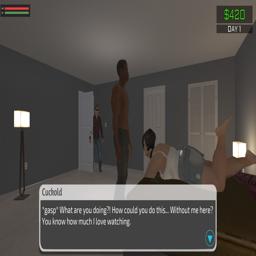 $420
DAY 1
Cuckold
*gasp* What are you doing?! How could you do this... Without me here?
You know how much I love watching.